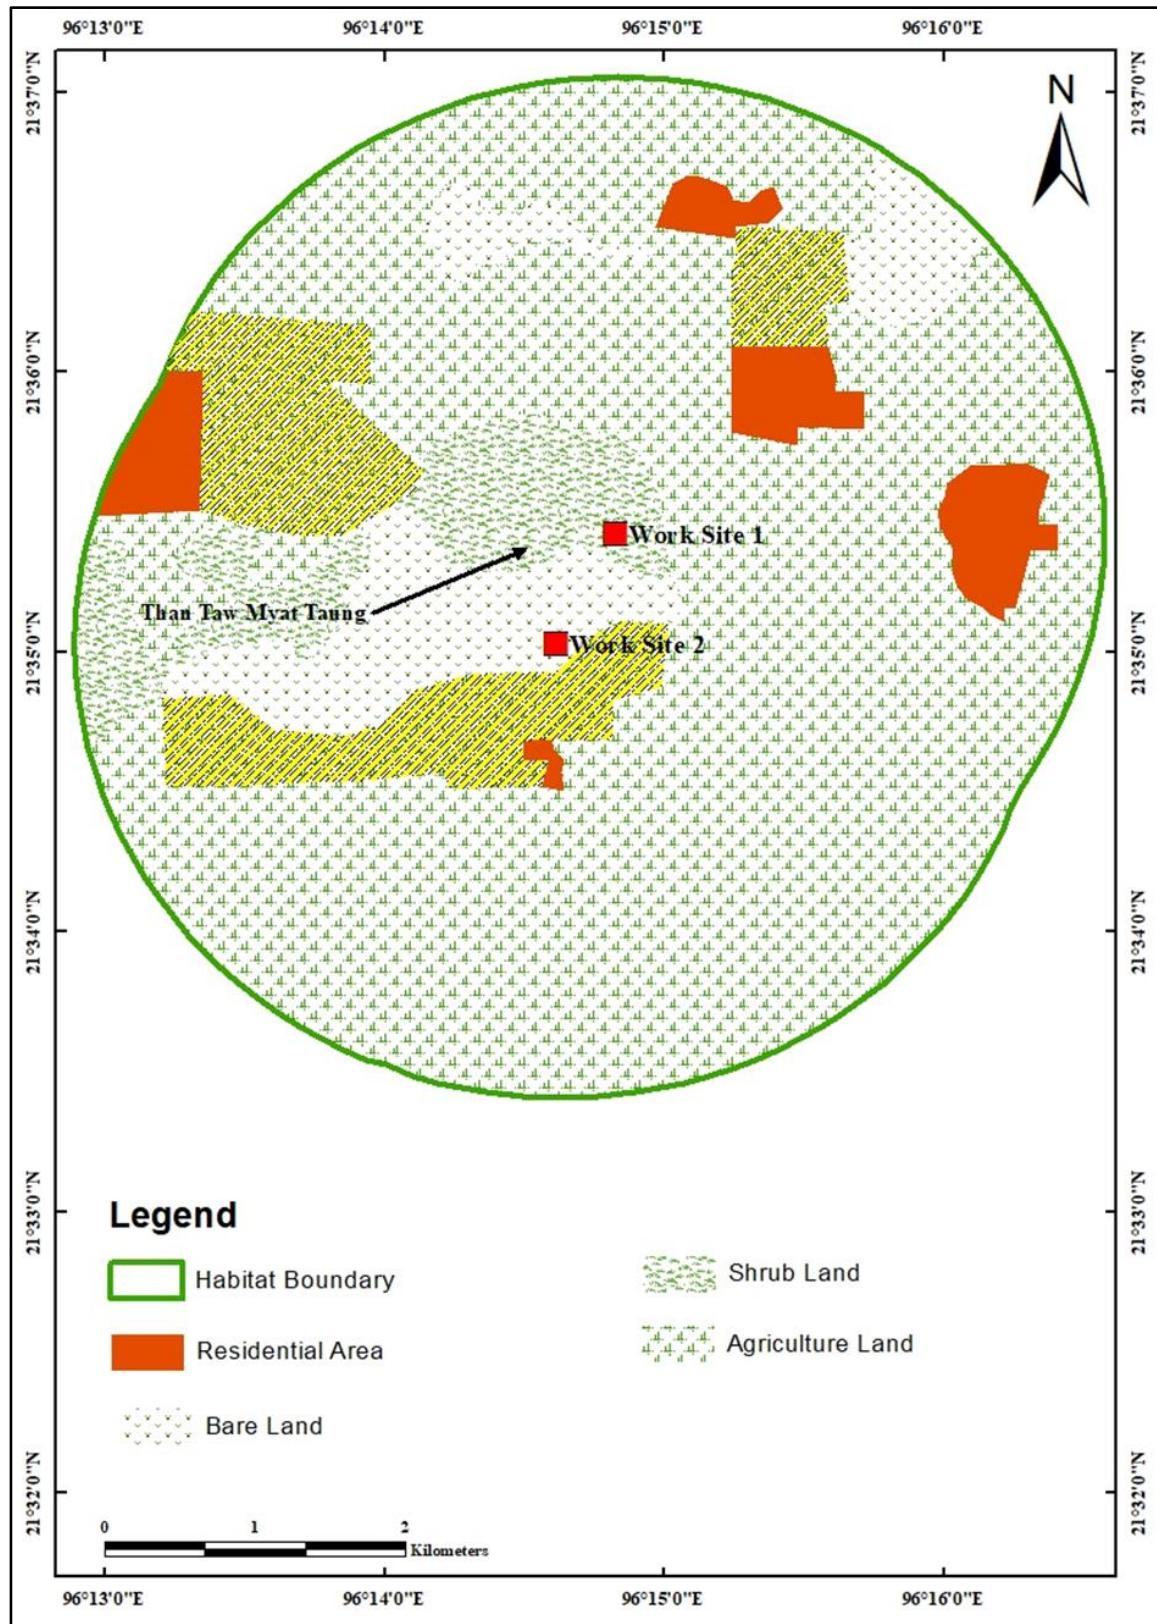 96°13'0"E 96°14'0"E 96°15'0"E 96°16'0"E
21°37'0"N 21°37'0"N
N
21°36'0"N 21°36'0"N
Work Site 1
Than Taw Myat Taung
Work Site 2
21°35'0"N 21°35'0"N
21°34'0"N 21°34'0"N
21°33'0"N 21°33'0"N
Legend
Habitat Boundary
Shrub Land
Residential Area
Agriculture Land
Bare Land
21°32'0"N 21°32'0"N
0 1 2
Kilometers
96°13'0"E 96°14'0"E 96°15'0"E 96°16'0"E